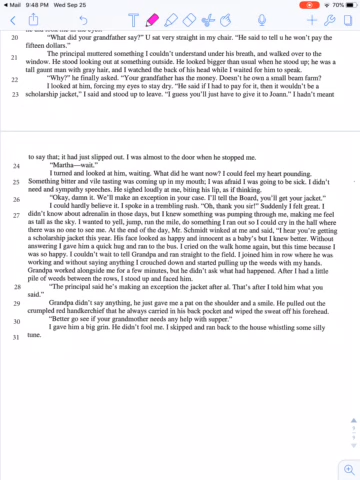 Mail 9:48 PM Wed Sep 25 70%
20 "What did your grandfather say?" U sat very straight in my chair. "He said to tell u he won't pay the
fifteen dollars."
21 The principal muttered something I couldn't understand under his breath, and walked over to the
window. He stood looking out at something outside. He looked bigger than usual when he stood up; he was a
tall gaunt man with gray hair, and I watched the back of his head while I waited for him to speak.
22 "Why?" he finally asked. "Your grandfather has the money. Doesn't he own a small beam farm?
I looked at him, forcing my eyes to stay dry. "He said if I had to pay for it, then it wouldn't be a
23 scholarship jacket," I said and stood up to leave. "I guess you'll just have to give it to Joann." I hadn't meant
to say that; it had just slipped out. I was almost to the door when he stopped me.
24 "Martha—wait."
I turned and looked at him, waiting. What did he want now? I could feel my heart pounding.
25 Something bitter and vile tasting was coming up in my mouth; I was afraid I was going to be sick. I didn't
need and sympathy speeches. He sighed loudly at me, biting his lip, as if thinking.
26 "Okay, damn it. We'll make an exception in your case. I'll tell the Board, you'll get your jacket."
I could hardly believe it. I spoke in a trembling rush. "Oh, thank you sir!" Suddenly I felt great. I
27 didn't know about adrenalin in those days, but I knew something was pumping through me, making me feel
as tall as the sky. I wanted to yell, jump, run the mile, do something I ran out so I could cry in the hall where
there was no one to see me. At the end of the day, Mr. Schmidt winked at me and said, "I hear you're getting
a scholarship jacket this year. His face looked as happy and innocent as a baby's but I knew better. Without
answering I gave him a quick hug and ran to the bus. I cried on the walk home again, but this time because I
was so happy. I couldn't wait to tell Grandpa and ran straight to the field. I joined him in row where he was
working and without saying anything I crouched down and started pulling up the weeds with my hands.
Grandpa worked alongside me for a few minutes, but he didn't ask what had happened. After I had a little
pile of weeds between the rows, I stood up and faced him.
28 "The principal said he's making an exception the jacket after al. That's after I told him what you
said."
29 Grandpa didn't say anything, he just gave me a pat on the shoulder and a smile. He pulled out the
crumpled red handkerchief that he always carried in his back pocket and wiped the sweat off his forehead.
30 "Better go see if your grandmother needs any help with supper."
I gave him a big grin. He didn't fool me. I skipped and ran back to the house whistling some silly
31 tune.